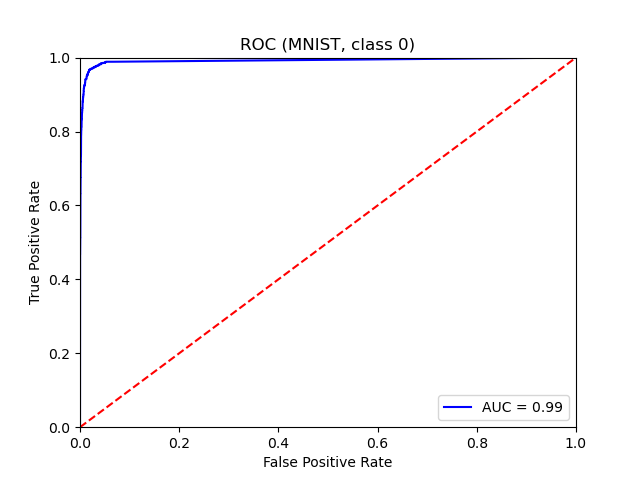 ROC (MNIST, class 0)
True Positive Rate
1.0
0.8
0.6
0.4
0.2
0.0
AUC = 0.99
0.0 0.2 0.4 0.6 0.8 1.0
False Positive Rate